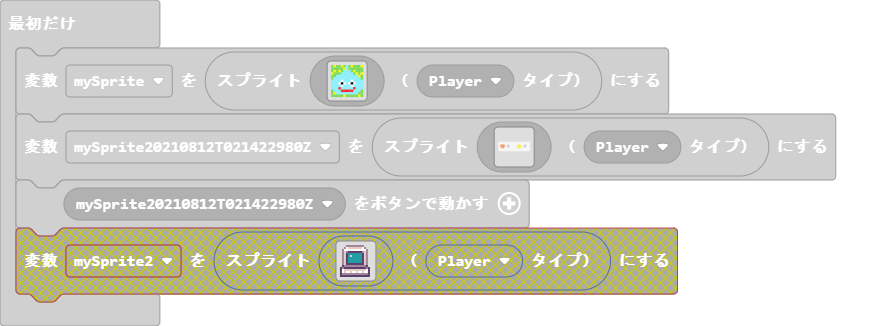 最初だけ
変数 mySprite を スプライト ( Player タイプ) にする
変数 mySprite20210812T021422980Z を スプライト ( Player タイプ) にする
mySprite20210812T021422980Z をボタンで動かす
変数 mySprite2 を スプライト ( Player タイプ) にする